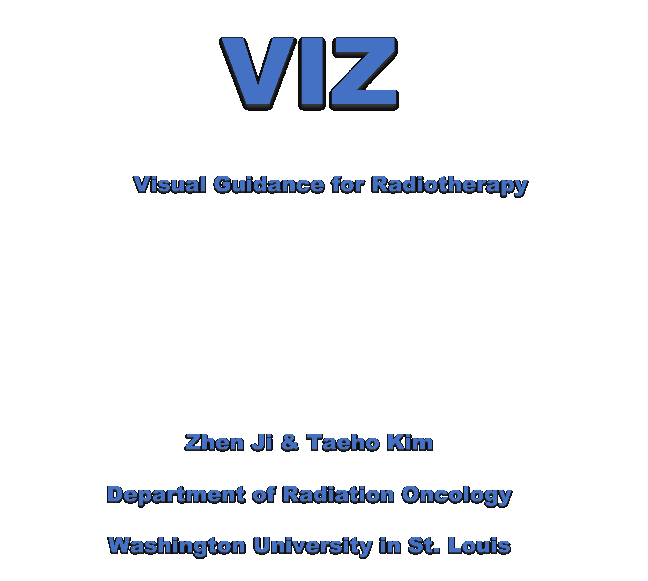 VIZ
Visual Guidance for Radiotherapy
Zhen Ji & Taeho Kim
Department of Radiation Oncology
Washington University in St. Louis